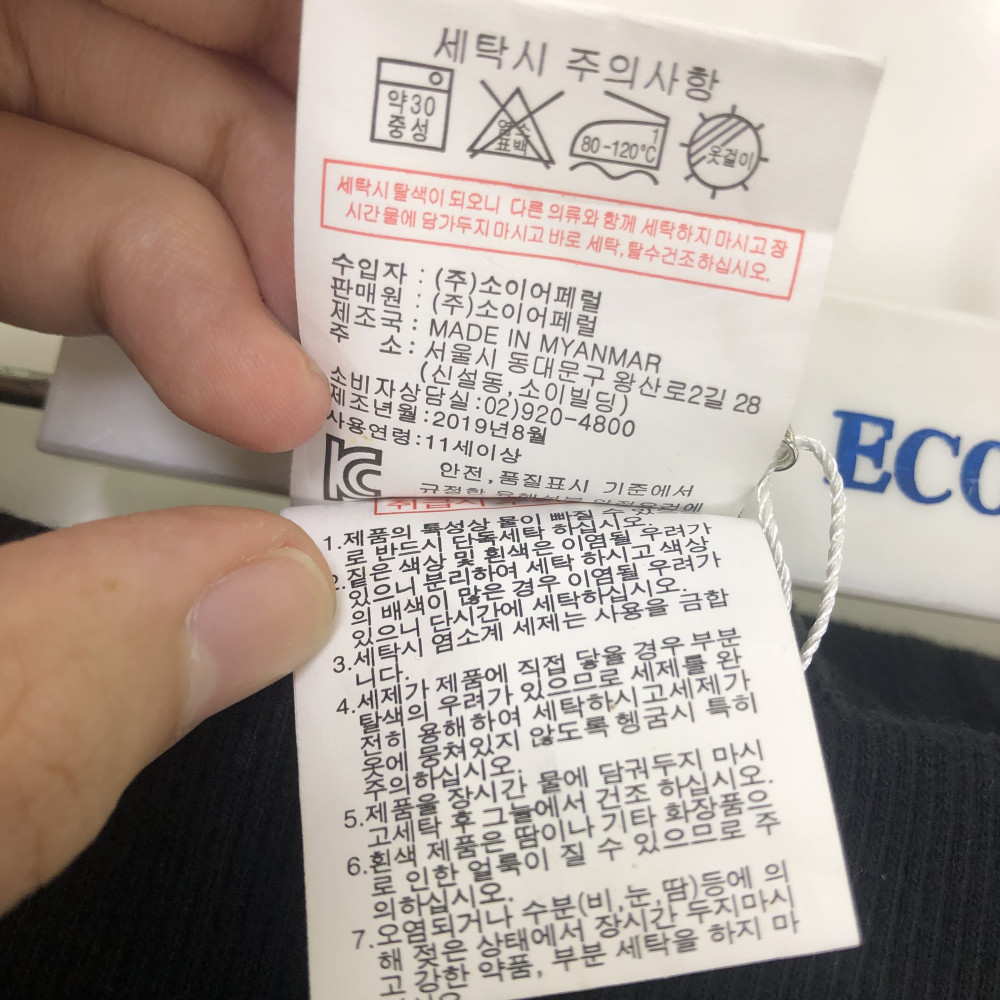 세탁시 주의사항
약30
중성
염소
표백
1
80-120℃
옷걸이
세탁시 탈색이 되오니 다른 의류와 함께 세탁하지 마시고 장
시간 물에 담가두지 마시고 바로 세탁,탈수건조하십시오.
수입자 : (주)소이어페럴
판매원 : (주)소이어페럴
제조국 : MADE IN MYANMAR
주 소: 서울시 동대문구 왕산로2길 28
(신설동,소이빌딩)
소비자상담실:02)920-4800
제조년월:2019년8월
사용연령:11세이상
안전,품질표시 기준에서
ECO
1.제품의 특성상 물이 빠질 수
로 반드시 단독세탁 하십시오.
2.짙은 색상 및 흰색은 이염될 우려가
있으니 분리하여 세탁 하시고 색상
의 배색이 많은 경우 이염될 우려가
있으니 단시간에 세탁하십시오.
3.세탁시 염소계 세제는 사용을 금합
니다.
4.세제가 제품에 직접 닿을 경우 부분
탈색의 우려가 있으므로 세제를 완
전히 용해하여 세탁하시고세제가
옷에 뭉쳐있지 않도록 헹굼시 특히
주의하십시오.
5.제품을 장시간 물에 담궈두지 마시
고세탁 후 그늘에서 건조 하십시오.
6.흰색 제품은 땀이나 기타 화장품으
로 인한 얼룩이 질 수 있으므로 주
의하십시오.
7.오염되거나 수분(비,눈,땀)등에 의
해 젖은 상태에서 장시간 두지마시
고 강한 약품, 부분 세탁을 하지 마